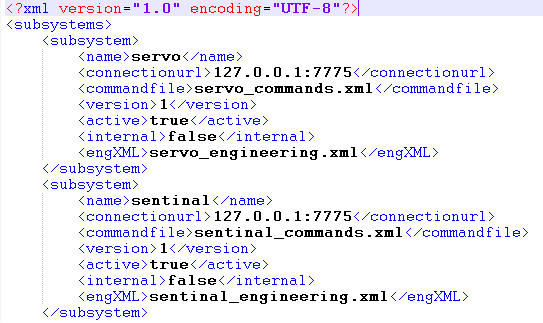 <?xml version="1.0" encoding="UTF-8"?>
<subsystems>
<subsystem>
<name>servo</name>
<connectionurl>127.0.0.1:7775</connectionurl>
<commandfile>servo_commands.xml</commandfile>
<version>1</version>
<active>true</active>
<internal>false</internal>
<engXML>servo_engineering.xml</engXML>
</subsystem>
<subsystem>
<name>sentinal</name>
<connectionurl>127.0.0.1:7775</connectionurl>
<commandfile>sentinal_commands.xml</commandfile>
<version>1</version>
<active>true</active>
<internal>false</internal>
<engXML>sentinal_engineering.xml</engXML>
</subsystem>